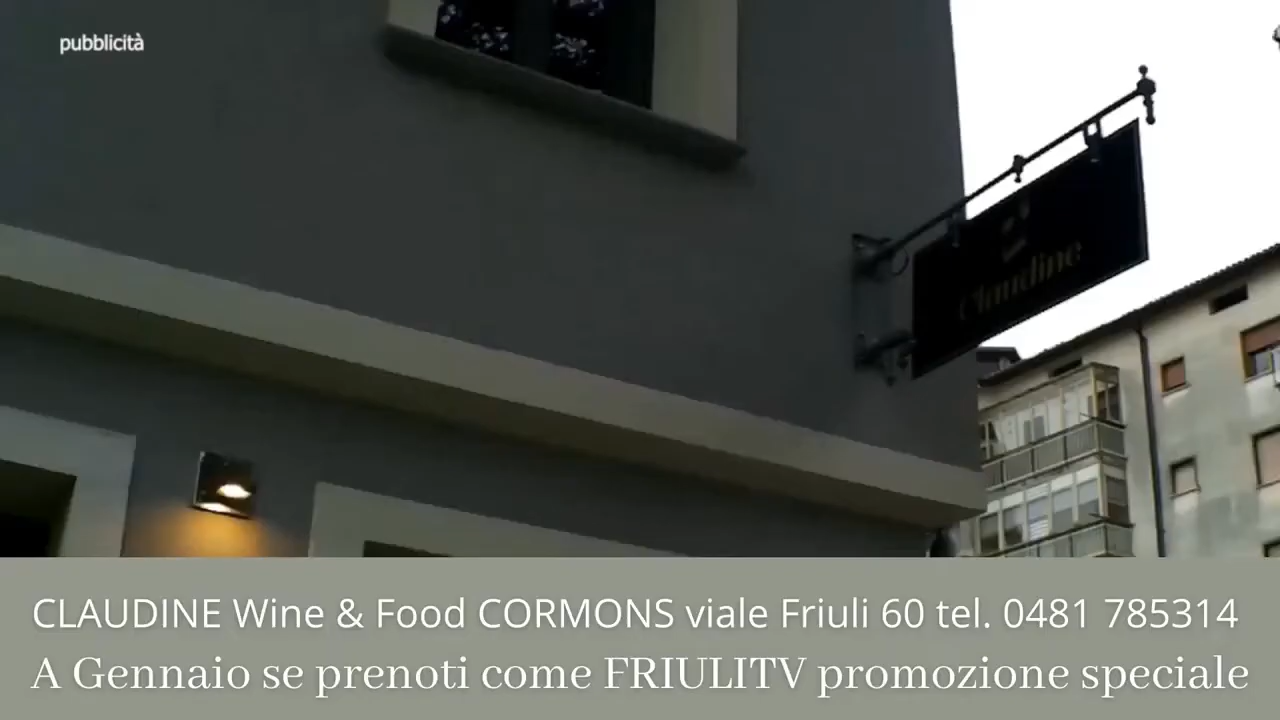 pubblicità
Claudine
CLAUDINE Wine & Food CORMONS viale Friuli 60 tel. 0481 785314
A Gennaio se prenoti come FRIULITV promozione speciale